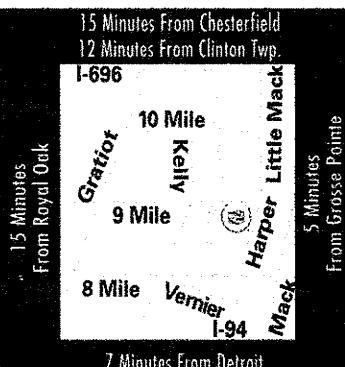 15 Minutes From Chesterfield
12 Minutes From Clinton Twp.
I-696
10 Mile
Little Mack
Kelly
Gratiot
15 Minutes
From Royal Oak
5 Minutes
From Grosse Pointe
9 Mile
Harper
8 Mile
Vernier
Mack
I-94
7 Minutes From Detroit